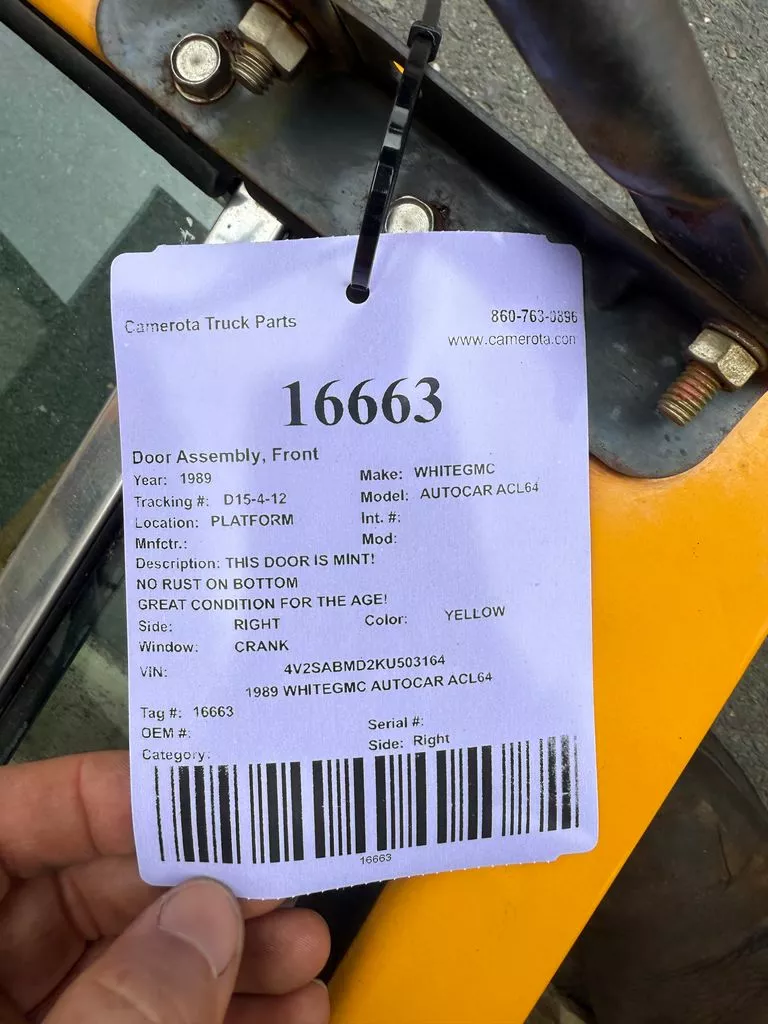 Camerota Truck Parts 860-763-0896
www.camerota.com
16663
Door Assembly, Front
Year: 1989 Make: WHITEGMC
Tracking #: D15-4-12 Model: AUTOCAR ACL64
Location: PLATFORM Int. #:
Mnfctr.: Mod:
Description: THIS DOOR IS MINT!
NO RUST ON BOTTOM
GREAT CONDITION FOR THE AGE!
Side: RIGHT Color: YELLOW
Window: CRANK
VIN: 4V2SABMD2KU503164
1989 WHITEGMC AUTOCAR ACL64
Tag #: 16663
OEM #: Serial #:
Category: Side: Right
16663